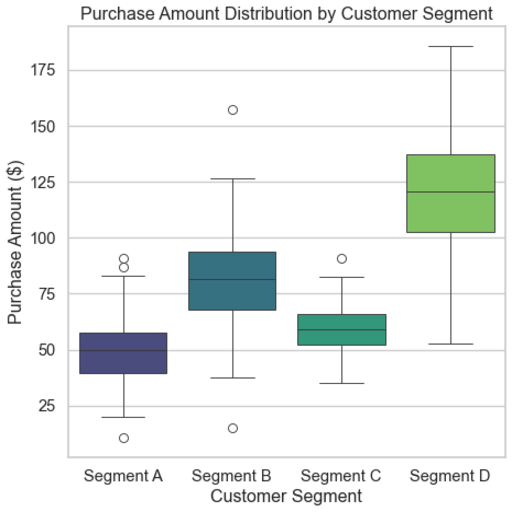 Purchase Amount Distribution by Customer Segment
Purchase Amount ($)
175
150
125
100
75
50
25
Segment A
Segment B
Segment C
Segment D
Customer Segment